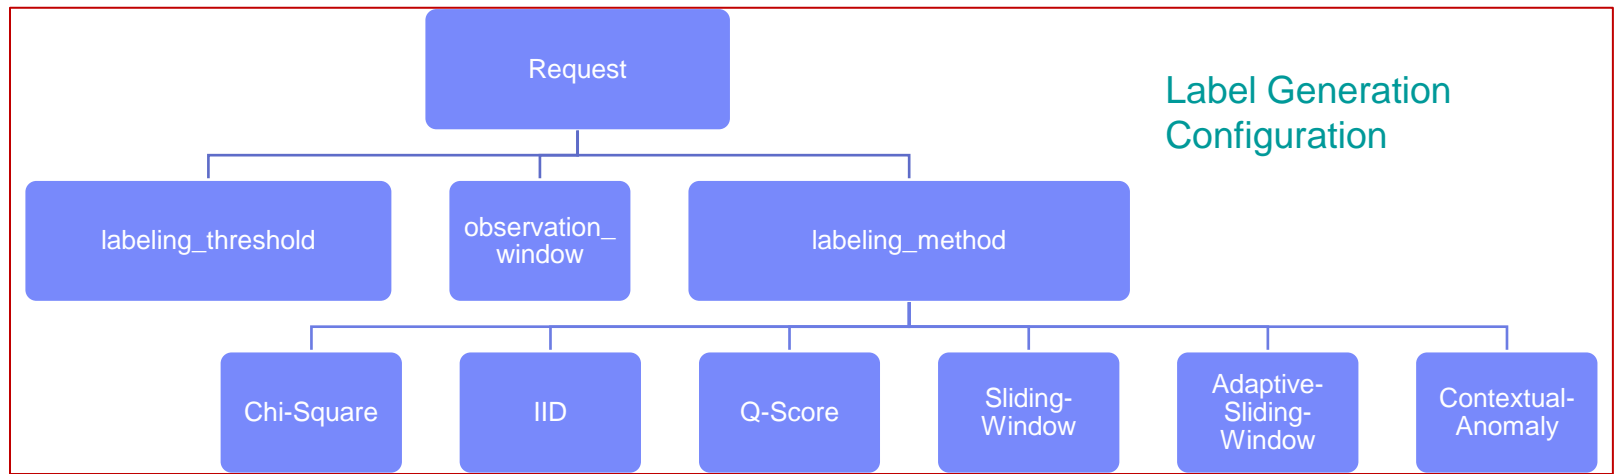 Request
Label Generation
Configuration
labeling_threshold
observation_
window
labeling_method
Chi-Square
IID
Q-Score
Sliding-
Window
Adaptive-
Sliding-
Window
Contextual-
Anomaly